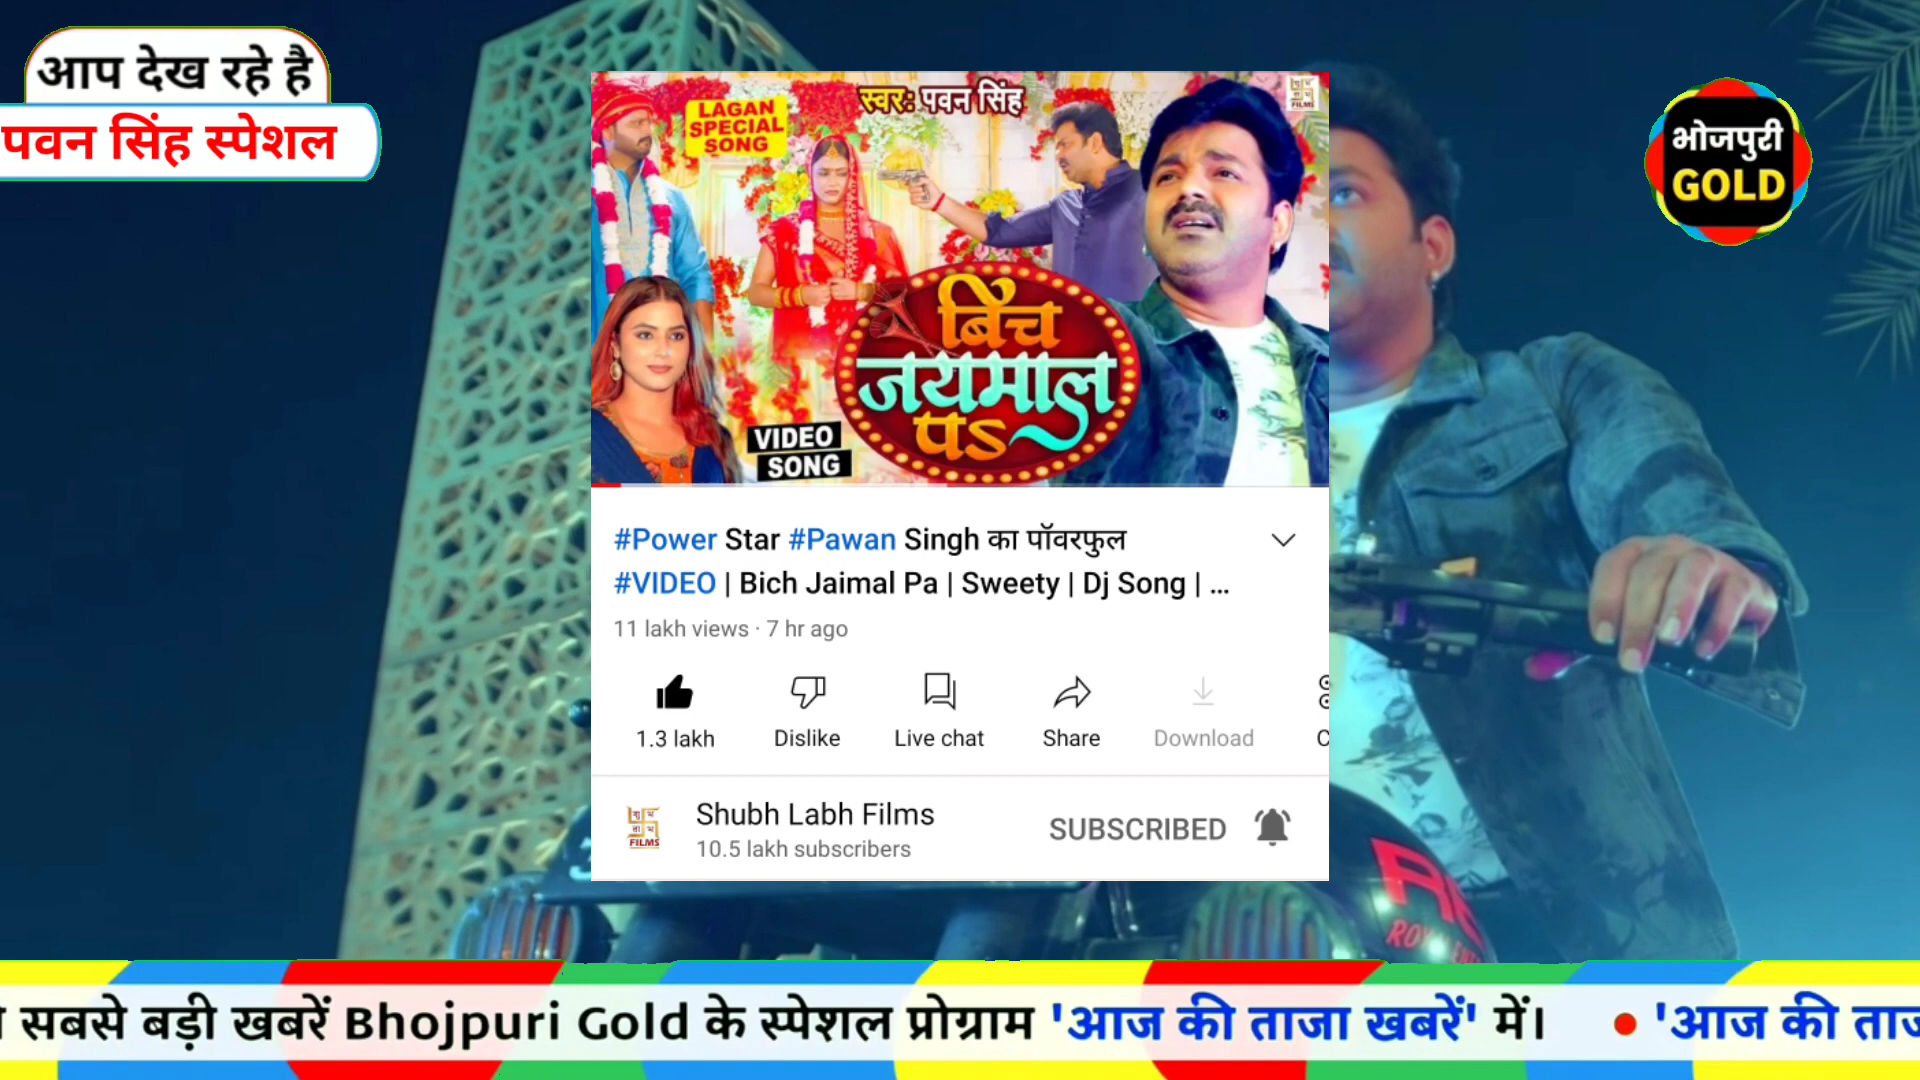 आप देख रहे है
पवन सिंह स्पेशल
भोजपुरी
GOLD
LAGAN
SPECIAL
SONG
स्वरः पवन सिंह
FILMS
बिच
जयमाल
पऽ
VIDEO
SONG
#Power Star #Pawan Singh का पॉवरफुल
#VIDEO | Bich Jaimal Pa | Sweety | Dj Song | ...
11 lakh views · 7 hr ago
1.3 lakh
Dislike
Live chat
Share
Download
C
शुभ
लाभ
FILMS
Shubh Labh Films
10.5 lakh subscribers
SUBSCRIBED
सबसे बड़ी खबरें Bhojpuri Gold के स्पेशल प्रोग्राम 'आज की ताजा खबरें' में। • 'आज की